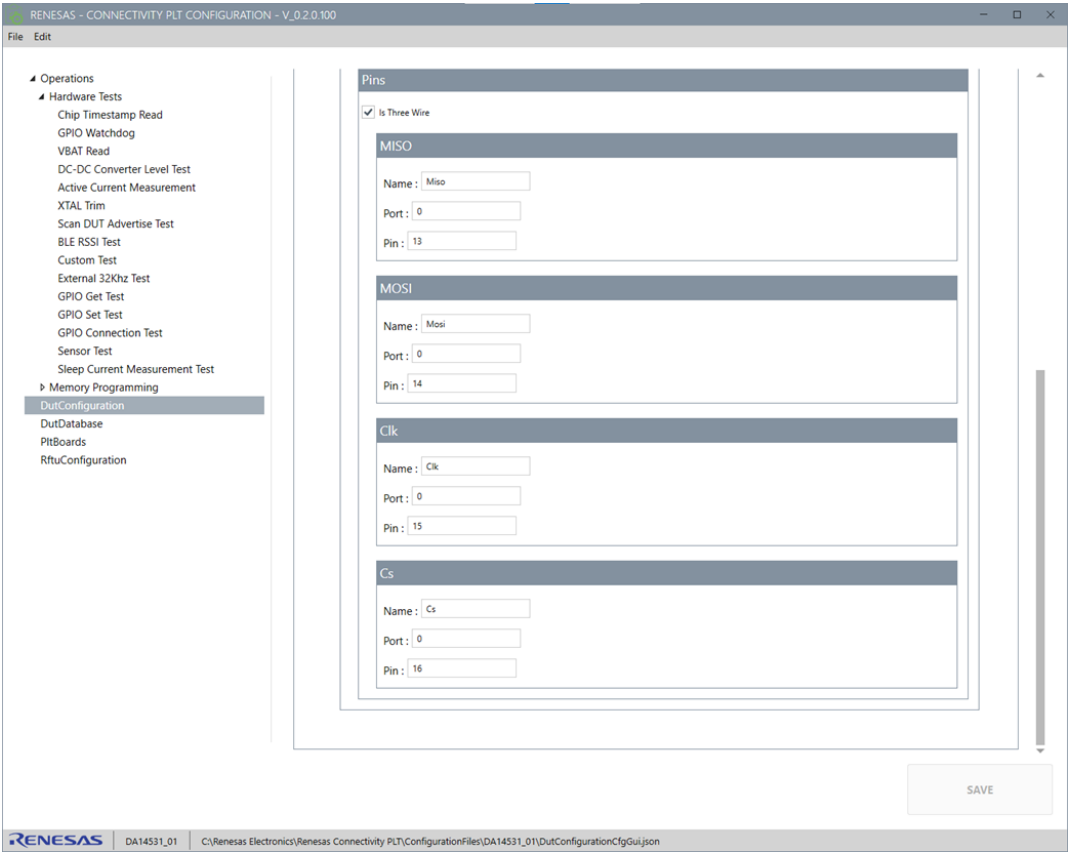 RENESAS - CONNECTIVITY PLT CONFIGURATION - V_0.2.0.100
File Edit
Operations
Hardware Tests
Chip Timestamp Read
GPIO Watchdog
VBAT Read
DC-DC Converter Level Test
Active Current Measurement
XTAL Trim
Scan DUT Advertise Test
BLE RSSI Test
Custom Test
External 32Khz Test
GPIO Get Test
GPIO Set Test
GPIO Connection Test
Sensor Test
Sleep Current Measurement Test
Memory Programming
DutConfiguration
DutDatabase
PltBoards
RftuConfiguration
Pins
Is Three Wire
MISO
Name : Miso
Port : 0
Pin : 13
MOSI
Name : Mosi
Port : 0
Pin : 14
Clk
Name : Clk
Port : 0
Pin : 15
Cs
Name : Cs
Port : 0
Pin : 16
SAVE
RENESAS DA14531_01 C:\Renesas Electronics\Renesas Connectivity PLT\ConfigurationFiles\DA14531_01\DutConfigurationCfgGui.json